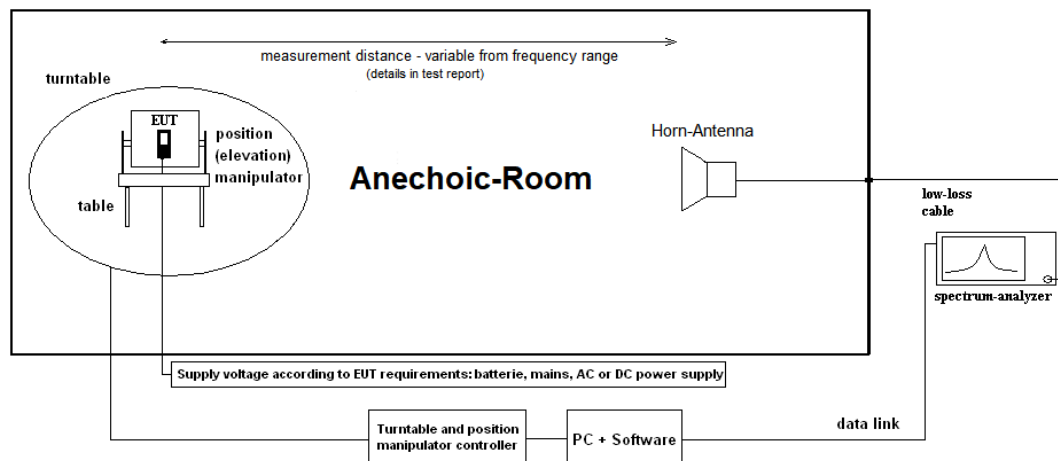 measurement distance - variable from frequency range
(details in test report)
turntable
EUT
position
(elevation)
manipulator
table
Anechoic-Room
Horn-Antenna
low-loss
cable
spectrum-analyzer
Supply voltage according to EUT requirements: batterie, mains, AC or DC power supply
Turntable and position
manipulator controller
PC + Software
data link